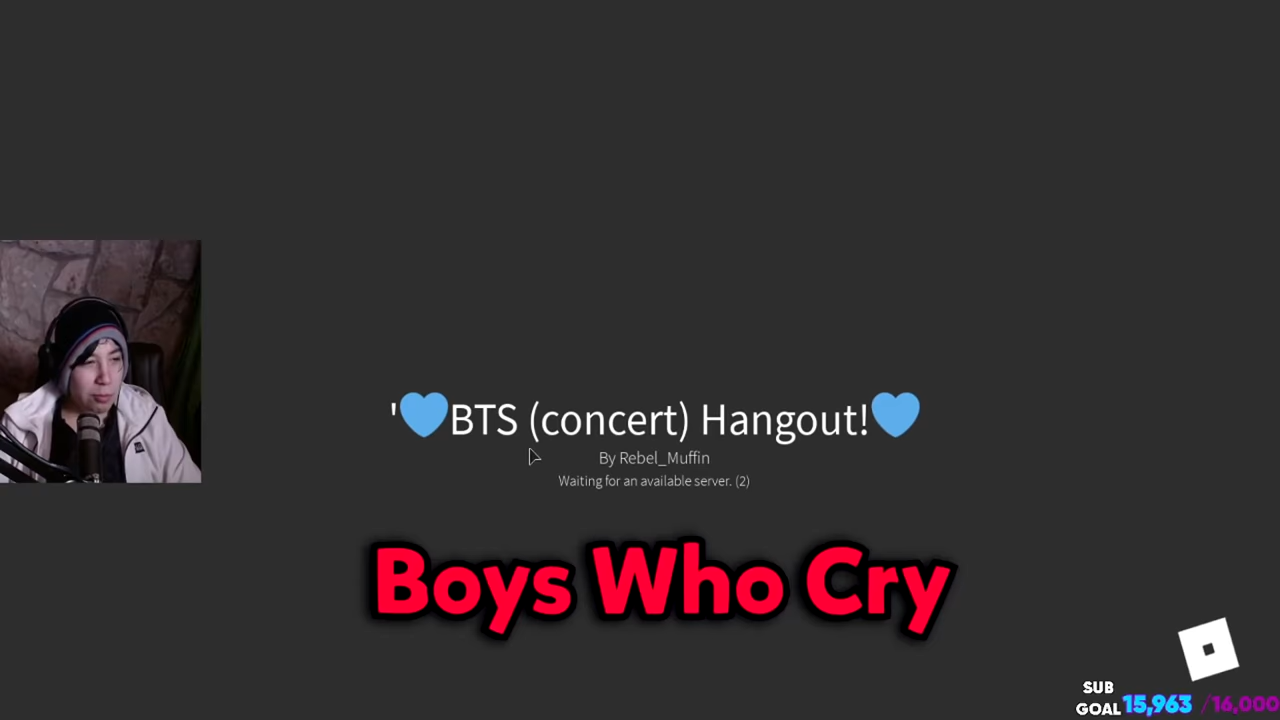 '💙BTS (concert) Hangout!💙
By Rebel_Muffin
Waiting for an available server. (2)
Boys Who Cry
SUB
GOAL 15,963 /16,000